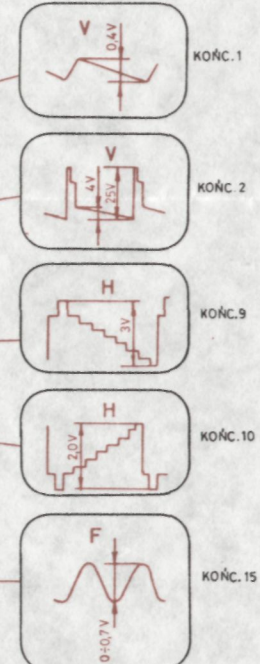 V
0,4V
KOŃC.1
V
4V
25V
KOŃC.2
H
3V
KOŃC.9
H
2,0V
KOŃC.10
F
0÷0,7V
KOŃC.15